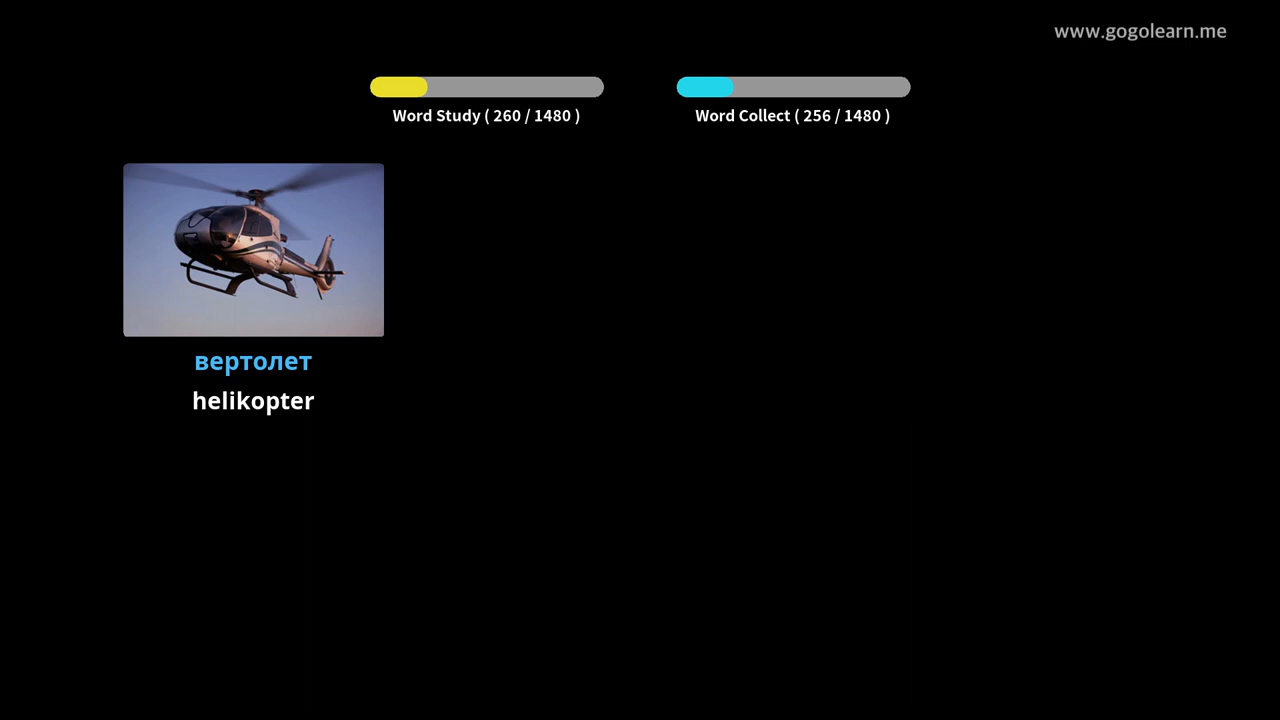 www.gogolearn.me
Word Study ( 260 / 1480 )
Word Collect ( 256 / 1480 )
вертолет
helikopter